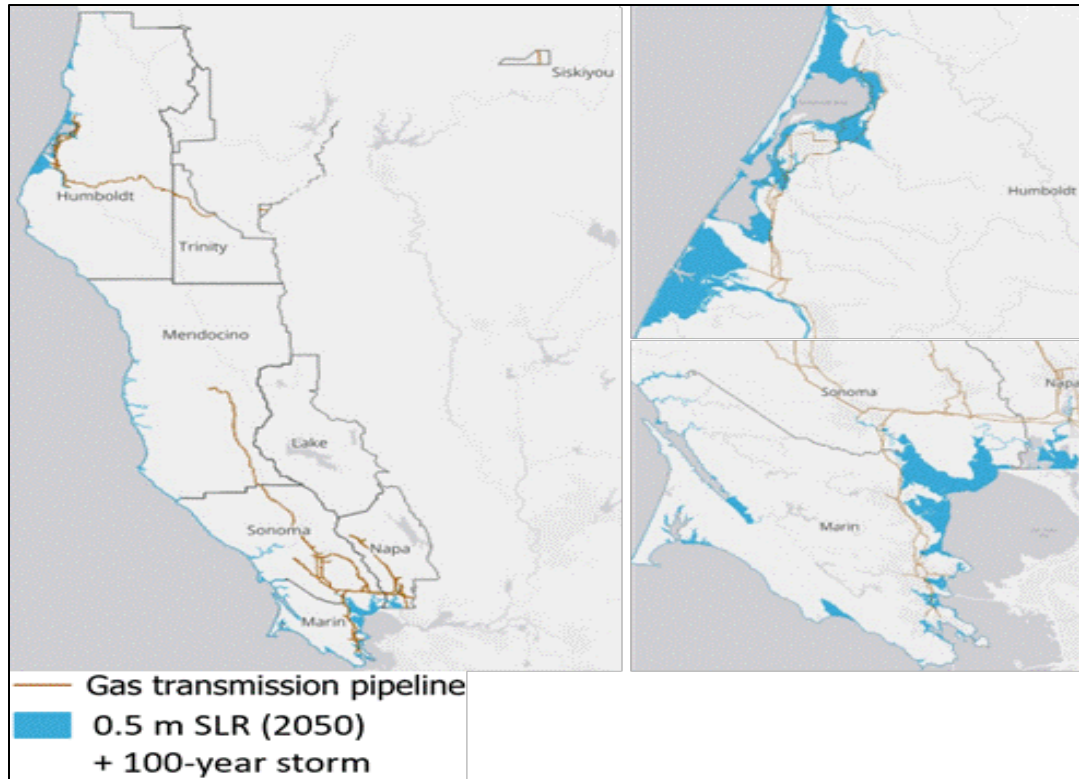 Siskiyou
Humboldt
Trinity
Mendocino
Lake
Sonoma
Napa
Marin
Humboldt
Sonoma
Napa
Marin
Gas transmission pipeline
0.5 m SLR (2050)
+ 100-year storm